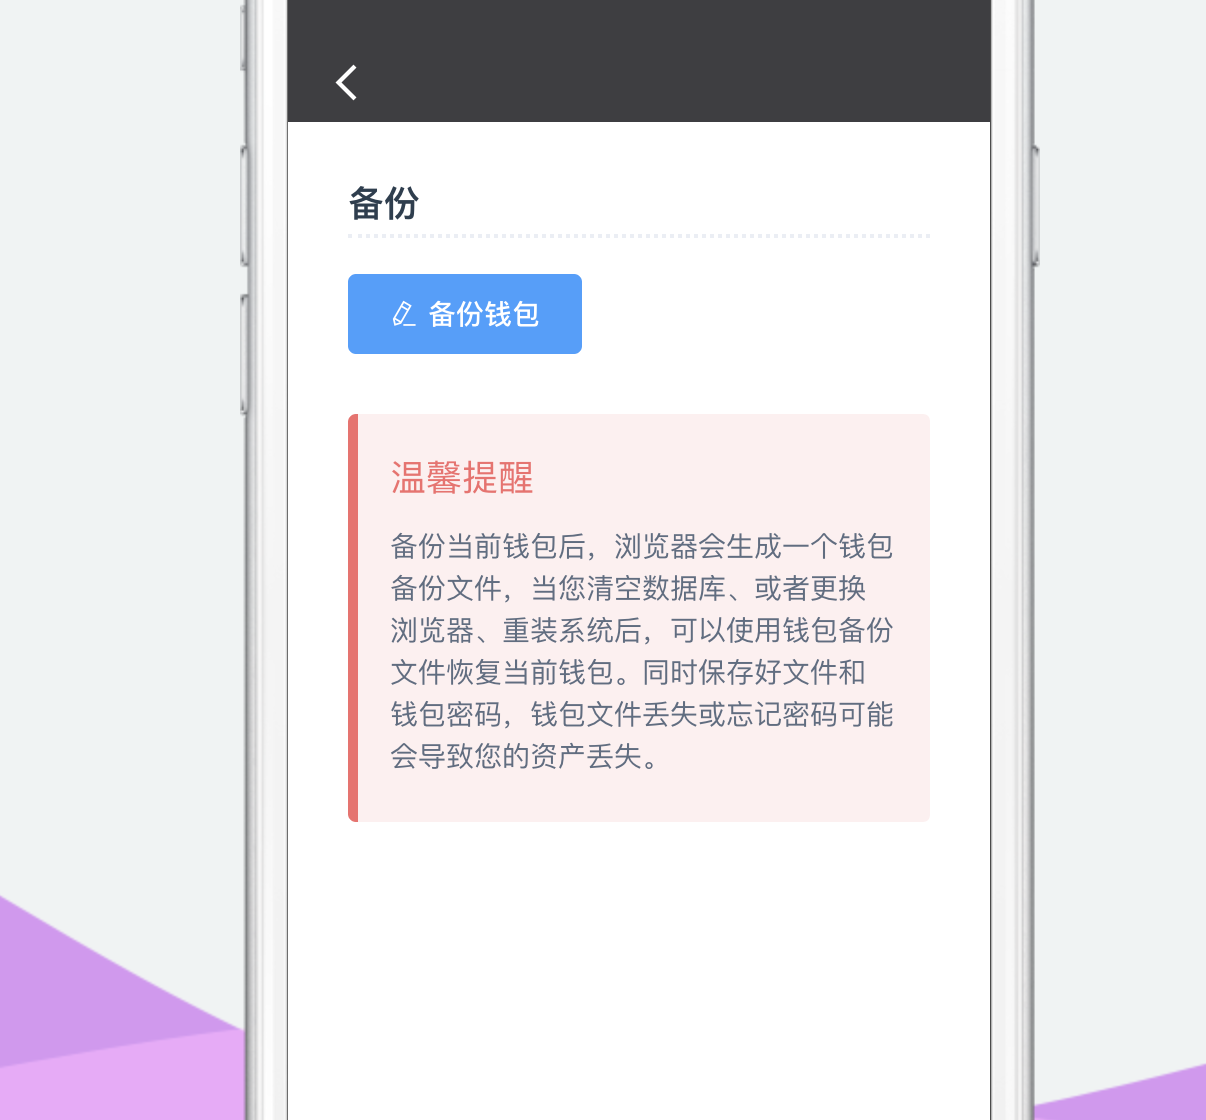 备份
备份钱包
温馨提醒
备份当前钱包后，浏览器会生成一个钱包
备份文件，当您清空数据库、或者更换
浏览器、重装系统后，可以使用钱包备份
文件恢复当前钱包。同时保存好文件和
钱包密码，钱包文件丢失或忘记密码可能
会导致您的资产丢失。